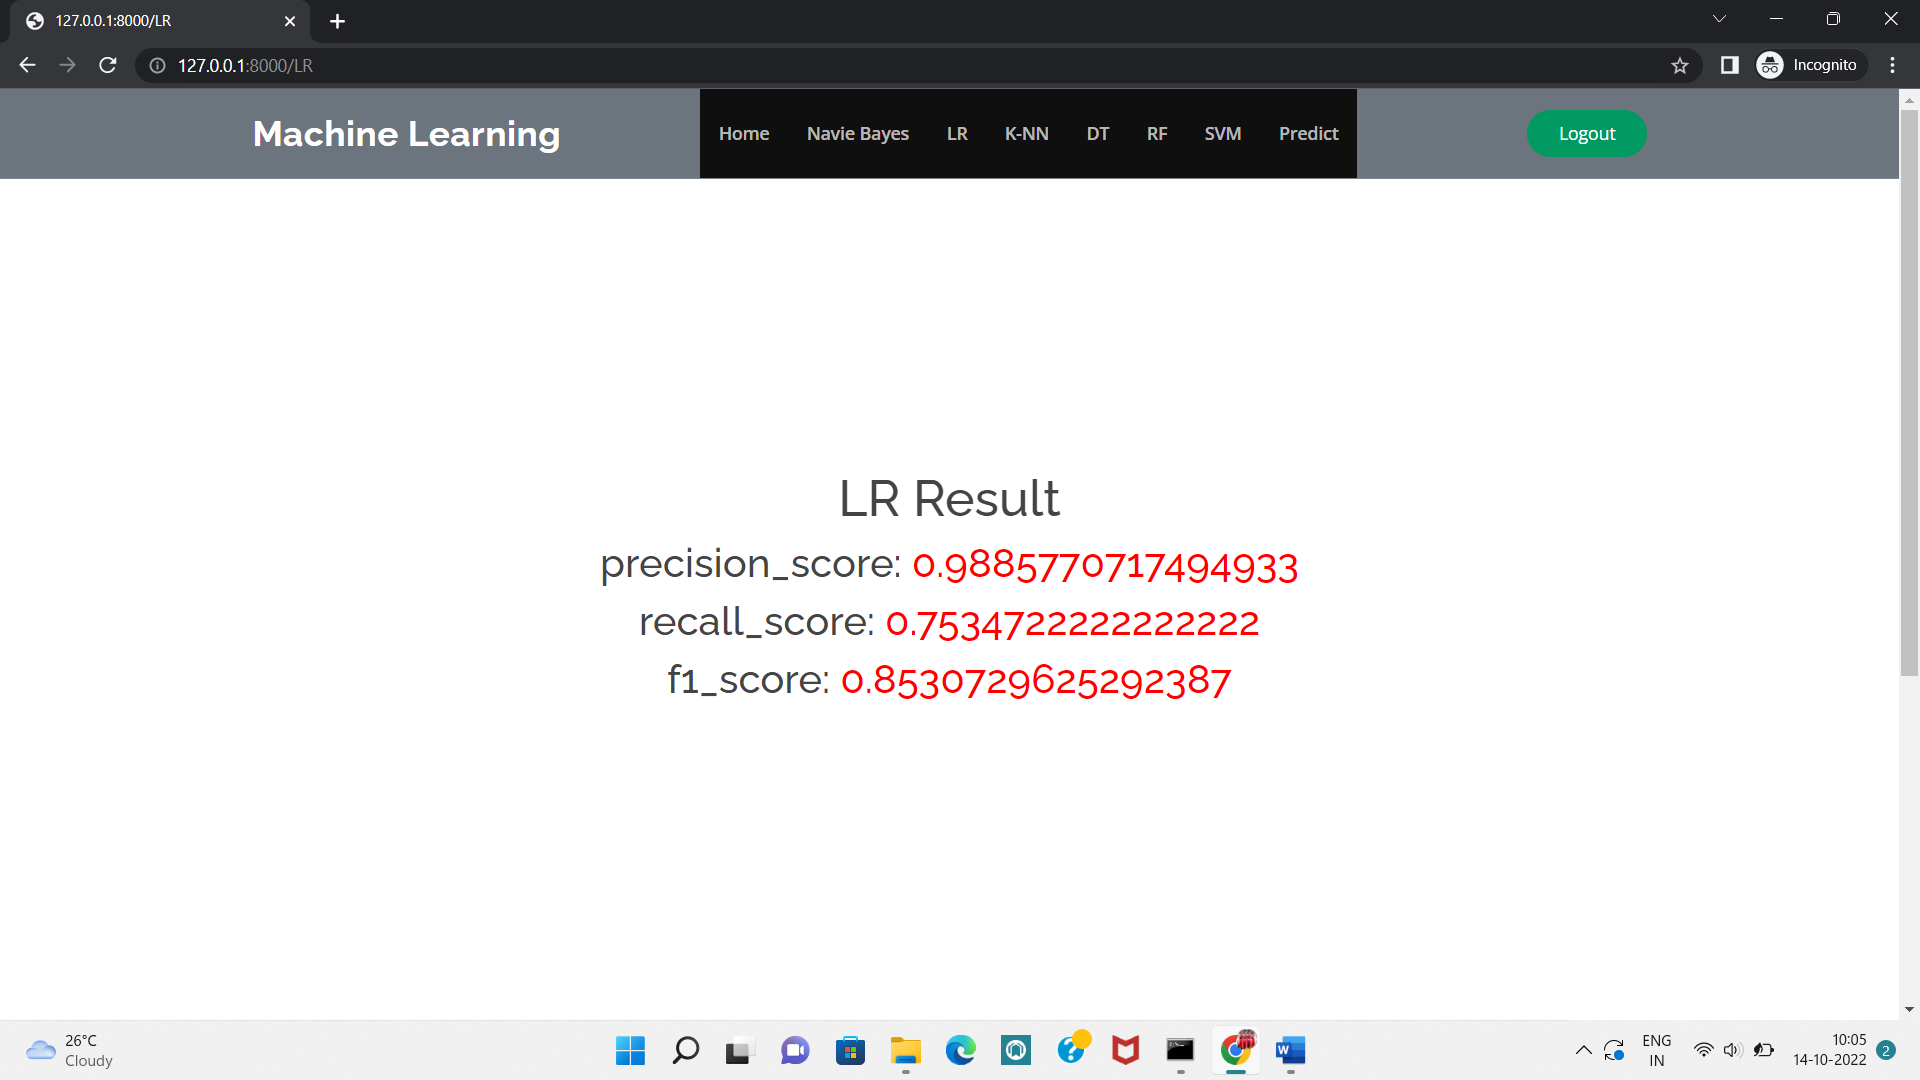 127.0.0.1:8000/LR
127.0.0.1:8000/LR
Incognito
Machine Learning
Home Navie Bayes LR K-NN DT RF SVM Predict
Logout
LR Result
precision_score: 0.9885770717494933
recall_score: 0.7534722222222222
f1_score: 0.8530729625292387
26°C
Cloudy
ENG
IN
10:05
14-10-2022
2